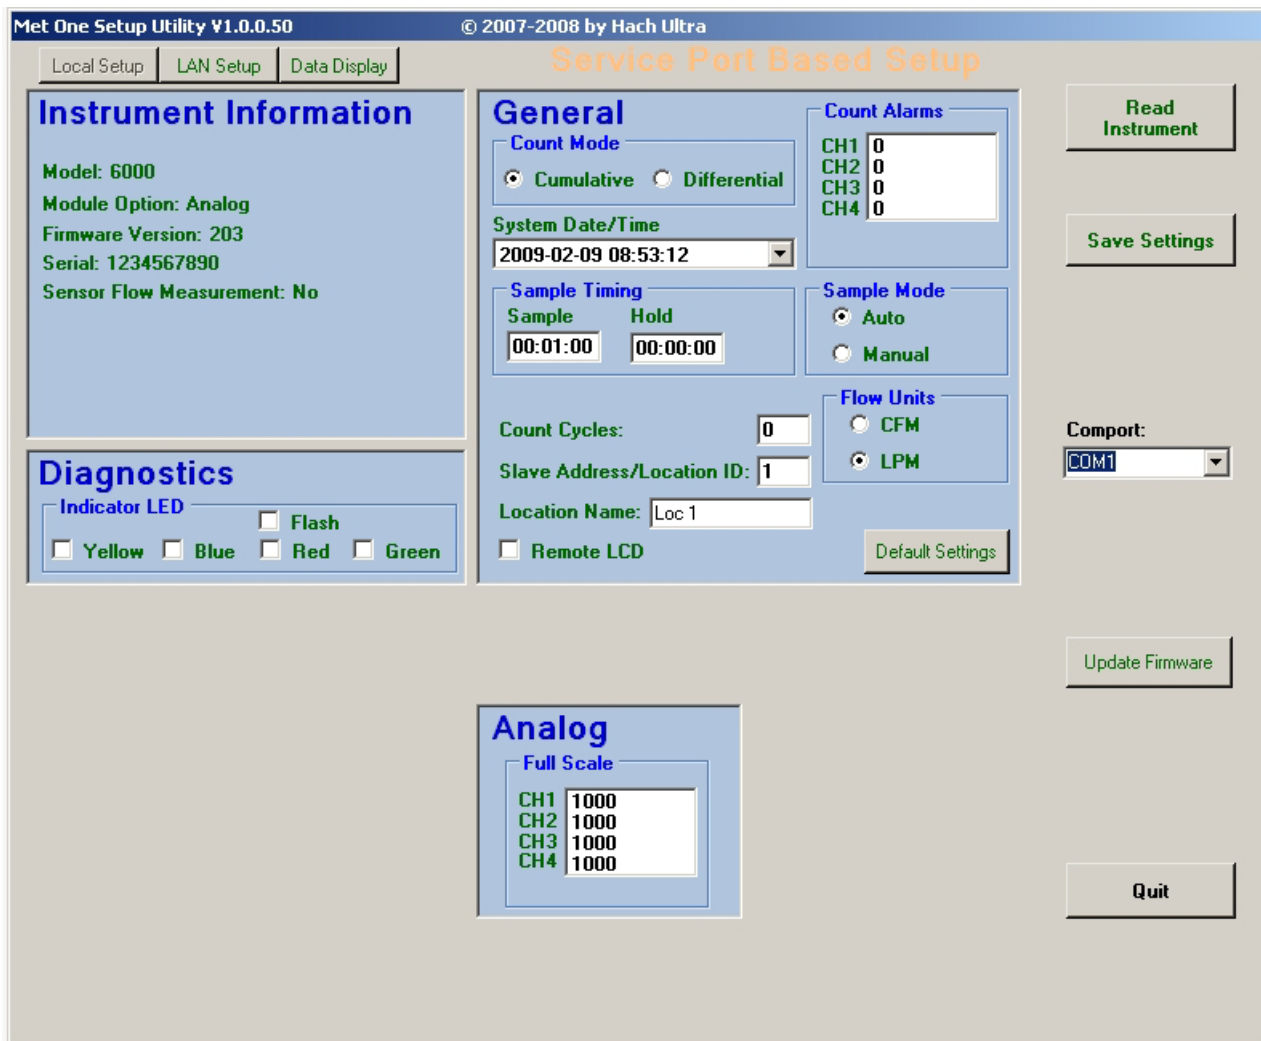 Met One Setup Utility V1.0.0.50 © 2007-2008 by Hach Ultra
Local Setup LAN Setup Data Display
Service Port Based Setup
Instrument Information
Model: 6000
Module Option: Analog
Firmware Version: 203
Serial: 1234567890
Sensor Flow Measurement: No
Diagnostics
Indicator LED
Flash
Yellow Blue Red Green
General
Count Mode
Cumulative Differential
System Date/Time
2009-02-09 08:53:12
Sample Timing
Sample Hold
00:01:00 00:00:00
Count Cycles: 0
Slave Address/Location ID: 1
Location Name: Loc 1
Remote LCD
Count Alarms
CH1 0
CH2 0
CH3 0
CH4 0
Sample Mode
Auto
Manual
Flow Units
CFM
LPM
Default Settings
Analog
Full Scale
CH1 1000
CH2 1000
CH3 1000
CH4 1000
Read
Instrument
Save Settings
Comport:
COM1
Update Firmware
Quit